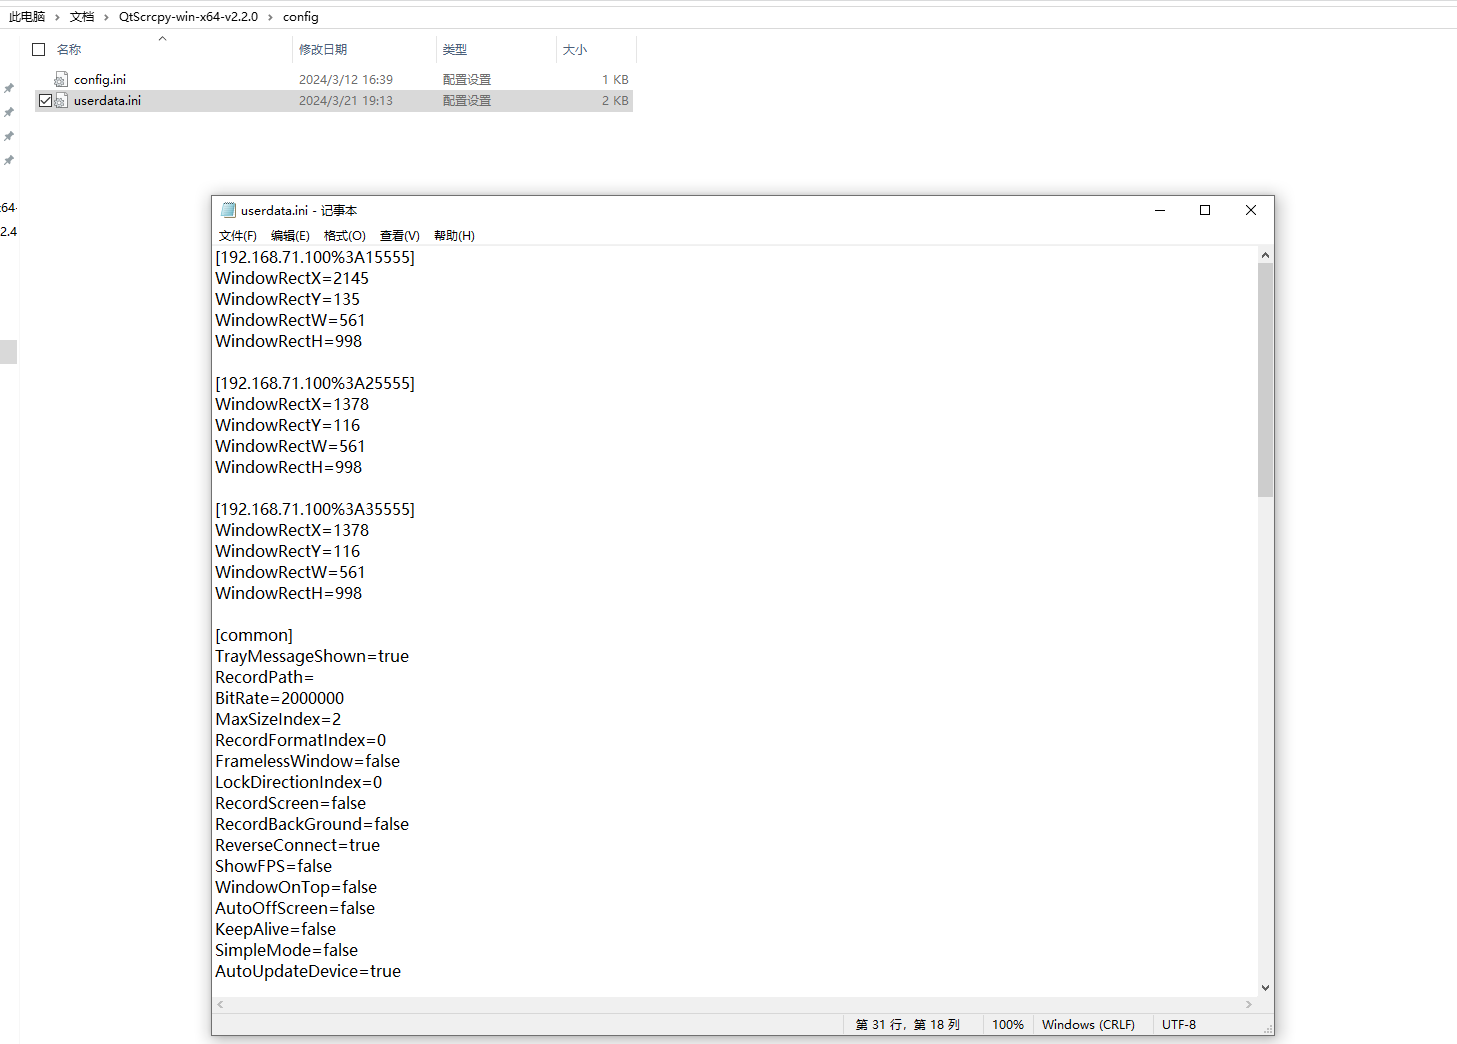 此电脑 › 文档 › QtScrcpy-win-x64-v2.2.0 › config
名称 修改日期 类型 大小
config.ini 2024/3/12 16:39 配置设置 1 KB
userdata.ini 2024/3/21 19:13 配置设置 2 KB
64-
2.4
userdata.ini - 记事本
文件(F) 编辑(E) 格式(O) 查看(V) 帮助(H)
[192.168.71.100%3A15555]
WindowRectX=2145
WindowRectY=135
WindowRectW=561
WindowRectH=998
[192.168.71.100%3A25555]
WindowRectX=1378
WindowRectY=116
WindowRectW=561
WindowRectH=998
[192.168.71.100%3A35555]
WindowRectX=1378
WindowRectY=116
WindowRectW=561
WindowRectH=998
[common]
TrayMessageShown=true
RecordPath=
BitRate=2000000
MaxSizeIndex=2
RecordFormatIndex=0
FramelessWindow=false
LockDirectionIndex=0
RecordScreen=false
RecordBackGround=false
ReverseConnect=true
ShowFPS=false
WindowOnTop=false
AutoOffScreen=false
KeepAlive=false
SimpleMode=false
AutoUpdateDevice=true
第 31 行，第 18 列 100% Windows (CRLF) UTF-8